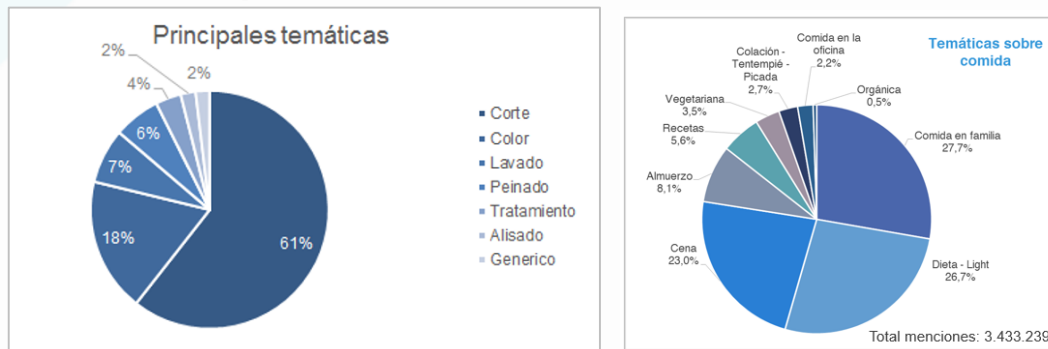 Principales temáticas
2%
2%
4%
6%
7%
18%
61%
Corte
Color
Lavado
Peinado
Tratamiento
Alisado
Generico
Temáticas sobre
comida
Comida en la
oficina
2,2%
Colación -
Tentempié -
Picada
2,7%
Orgánica
0,5%
Vegetariana
3,5%
Recetas
5,6%
Comida en familia
27,7%
Almuerzo
8,1%
Cena
23,0%
Dieta - Light
26,7%
Total menciones: 3.433.239